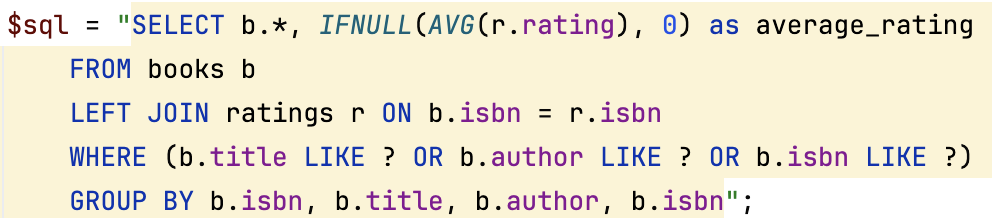 $sql = "SELECT b.*, IFNULL(AVG(r.rating), 0) as average_rating
FROM books b
LEFT JOIN ratings r ON b.isbn = r.isbn
WHERE (b.title LIKE ? OR b.author LIKE ? OR b.isbn LIKE ?)
GROUP BY b.isbn, b.title, b.author, b.isbn";